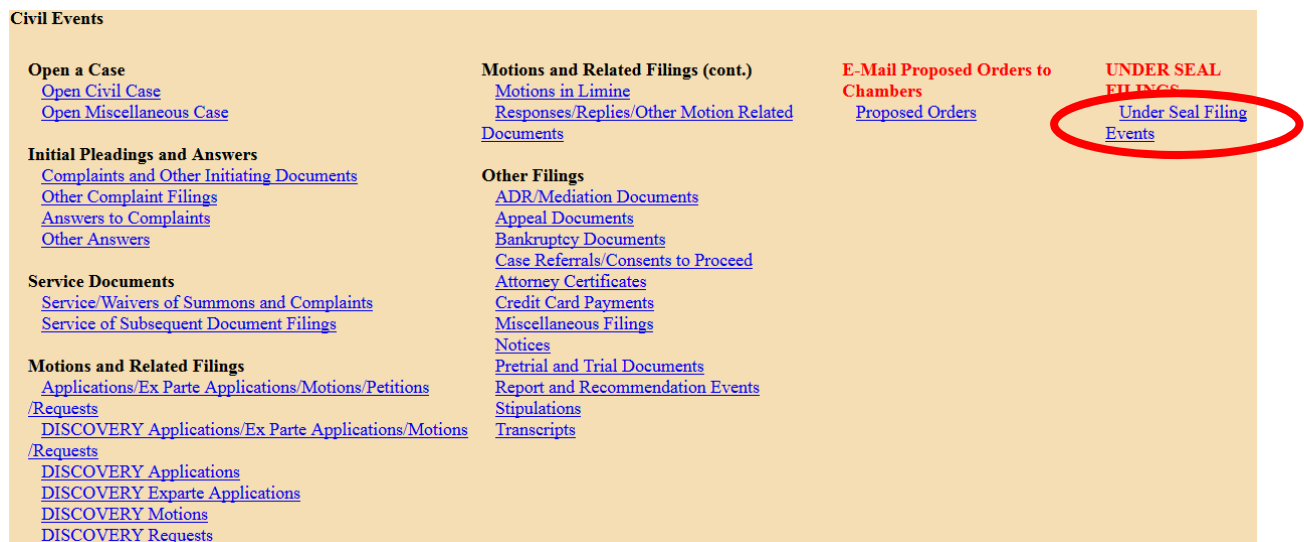 Civil Events
Open a Case
Open Civil Case
Open Miscellaneous Case
Initial Pleadings and Answers
Complaints and Other Initiating Documents
Other Complaint Filings
Answers to Complaints
Other Answers
Service Documents
Service/Waivers of Summons and Complaints
Service of Subsequent Document Filings
Motions and Related Filings
Applications/Ex Parte Applications/Motions/Petitions
/Requests
DISCOVERY Applications/Ex Parte Applications/Motions
/Requests
DISCOVERY Applications
DISCOVERY Exparte Applications
DISCOVERY Motions
DISCOVERY Requests
Motions and Related Filings (cont.)
Motions in Limine
Responses/Replies/Other Motion Related
Documents
Other Filings
ADR/Mediation Documents
Appeal Documents
Bankruptcy Documents
Case Referrals/Consents to Proceed
Attorney Certificates
Credit Card Payments
Miscellaneous Filings
Notices
Pretrial and Trial Documents
Report and Recommendation Events
Stipulations
Transcripts
E-Mail Proposed Orders to
Chambers
Proposed Orders
UNDER SEAL
FILINGS
Under Seal Filing
Events